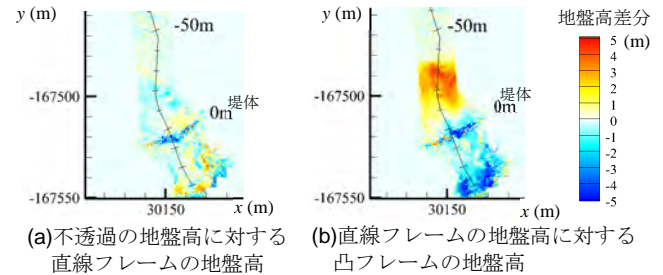 y (m)
-50m
-167500
0m
堤体
-167550
30150
x (m)
(a)不透過の地盤高に対する
直線フレームの地盤高
y (m)
-50m
-167500
0m
堤体
-167550
30150
x (m)
(b)直線フレームの地盤高に対する
凸フレームの地盤高
地盤高差分
(m)
5
4
3
2
1
0
-1
-2
-3
-4
-5